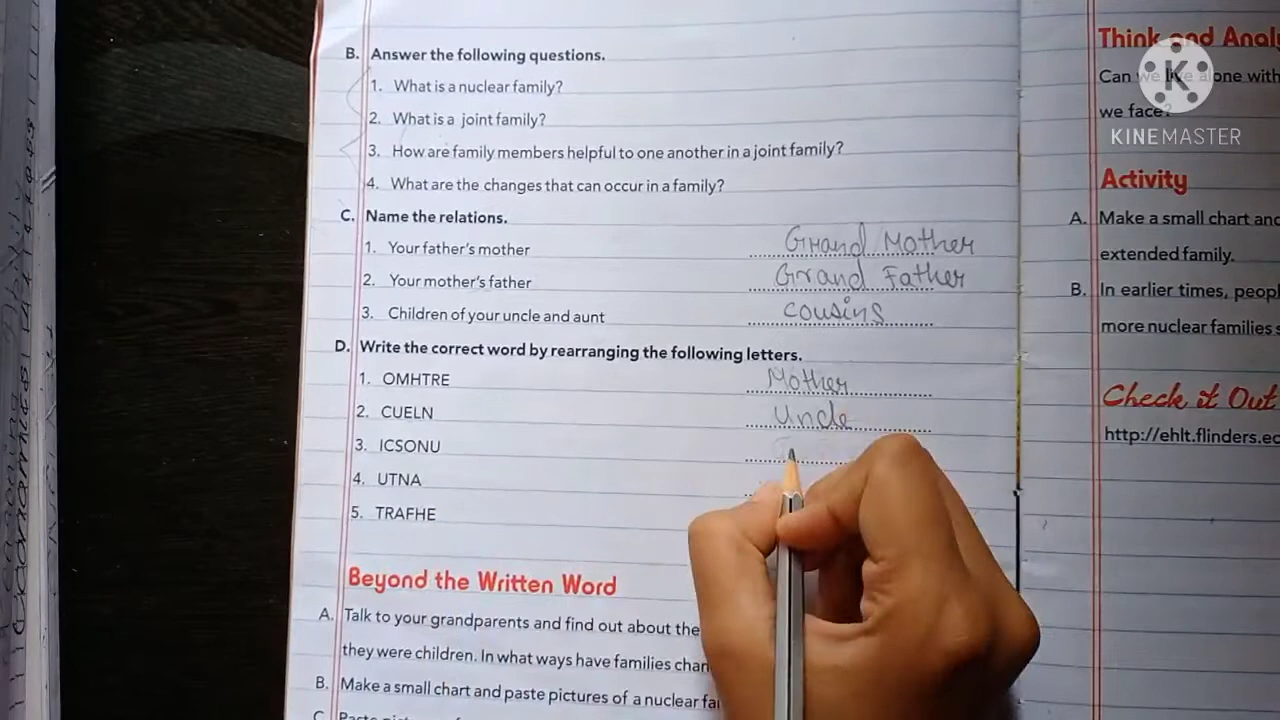 B. Answer the following questions.
1. What is a nuclear family?
2. What is a joint family?
3. How are family members helpful to one another in a joint family?
4. What are the changes that can occur in a family?
C. Name the relations.
1. Your father's mother Grand Mother
2. Your mother's father Grand Father
3. Children of your uncle and aunt cousins
D. Write the correct word by rearranging the following letters.
1. OMHTRE Mother
2. CUELN Uncle
3. ICSONU
4. UTNA
5. TRAFHE
Beyond the Written Word
A. Talk to your grandparents and find out about the
they were children. In what ways have families
B. Make a small chart and paste pictures of a nuclear
Think and
Can we live alone with
we face?
Activity
A. Make a small chart and
extended family.
B. In earlier times,
more nuclear families
Check it Out
http://ehlt.flinders.
KINEMASTER